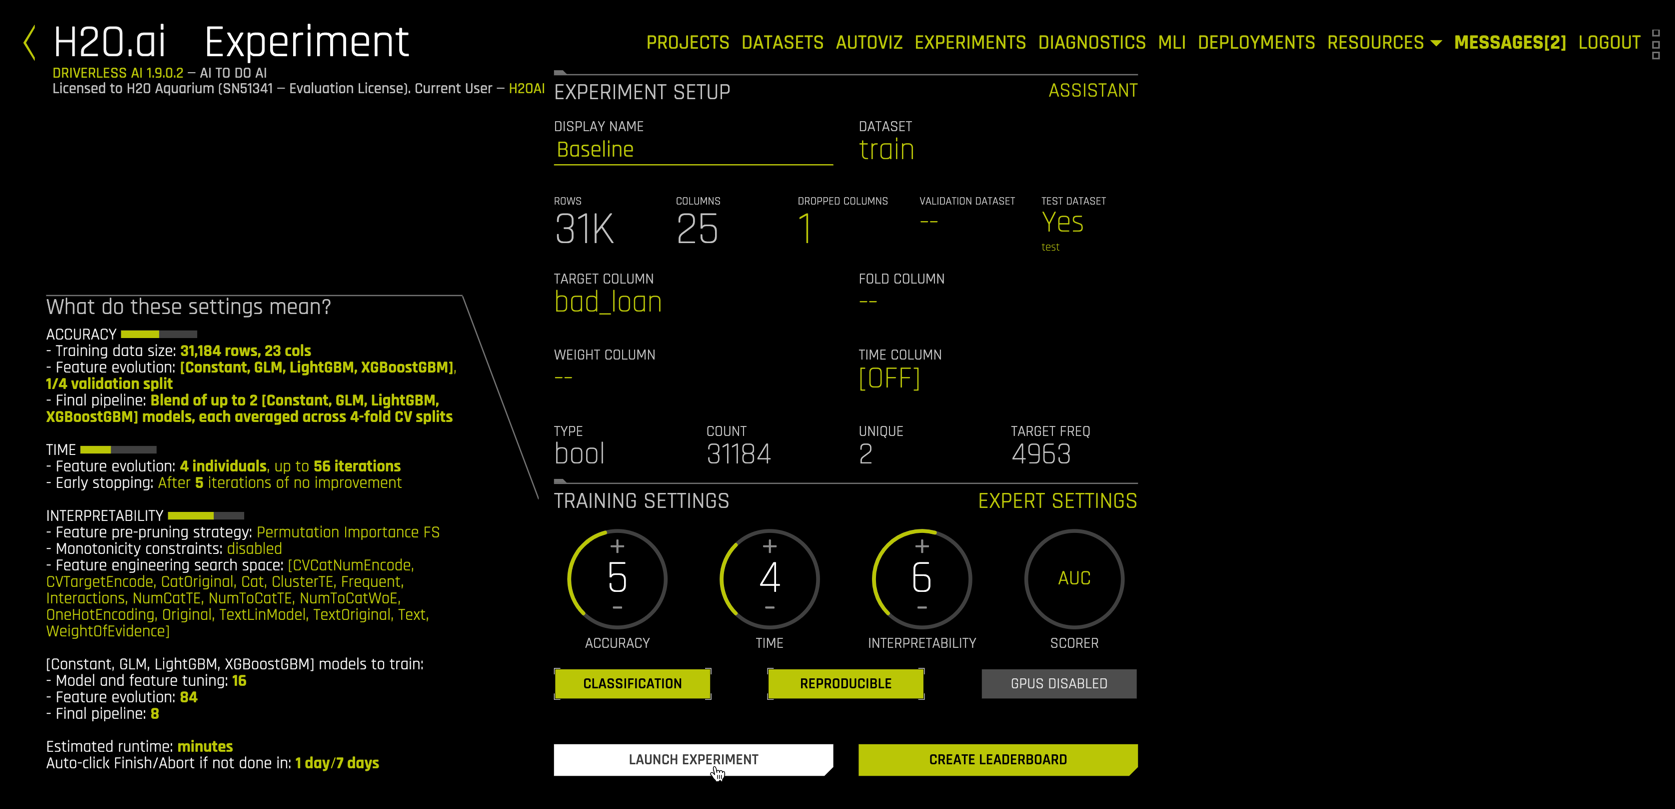 H2O.ai Experiment
DRIVERLESS AI 1.9.0.2 — AI TO DO AI
Licensed to H2O Aquarium (SN51341 — Evaluation License). Current User — H2OAI
PROJECTS DATASETS AUTOVIZ EXPERIMENTS DIAGNOSTICS MLI DEPLOYMENTS RESOURCES MESSAGES[2] LOGOUT
EXPERIMENT SETUP ASSISTANT
DISPLAY NAME DATASET
Baseline train
ROWS COLUMNS DROPPED COLUMNS VALIDATION DATASET TEST DATASET
31K 25 1 -- Yes
test
TARGET COLUMN FOLD COLUMN
bad_loan --
WEIGHT COLUMN TIME COLUMN
-- [OFF]
TYPE COUNT UNIQUE TARGET FREQ
bool 31184 2 4963
TRAINING SETTINGS EXPERT SETTINGS
+ + +
5 4 6 AUC
- - -
ACCURACY TIME INTERPRETABILITY SCORER
CLASSIFICATION REPRODUCIBLE GPUS DISABLED
LAUNCH EXPERIMENT CREATE LEADERBOARD
What do these settings mean?
ACCURACY
- Training data size: 31,184 rows, 23 cols
- Feature evolution: [Constant, GLM, LightGBM, XGBoostGBM],
1/4 validation split
- Final pipeline: Blend of up to 2 [Constant, GLM, LightGBM,
XGBoostGBM] models, each averaged across 4-fold CV splits
TIME
- Feature evolution: 4 individuals, up to 56 iterations
- Early stopping: After 5 iterations of no improvement
INTERPRETABILITY
- Feature pre-pruning strategy: Permutation Importance FS
- Monotonicity constraints: disabled
- Feature engineering search space: [CVCatNumEncode,
CVTargetEncode, CatOriginal, Cat, ClusterTE, Frequent,
Interactions, NumCatTE, NumToCatTE, NumToCatWoE,
OneHotEncoding, Original, TextLinModel, TextOriginal, Text,
WeightOfEvidence]
[Constant, GLM, LightGBM, XGBoostGBM] models to train:
- Model and feature tuning: 16
- Feature evolution: 84
- Final pipeline: 8
Estimated runtime: minutes
Auto-click Finish/Abort if not done in: 1 day/7 days